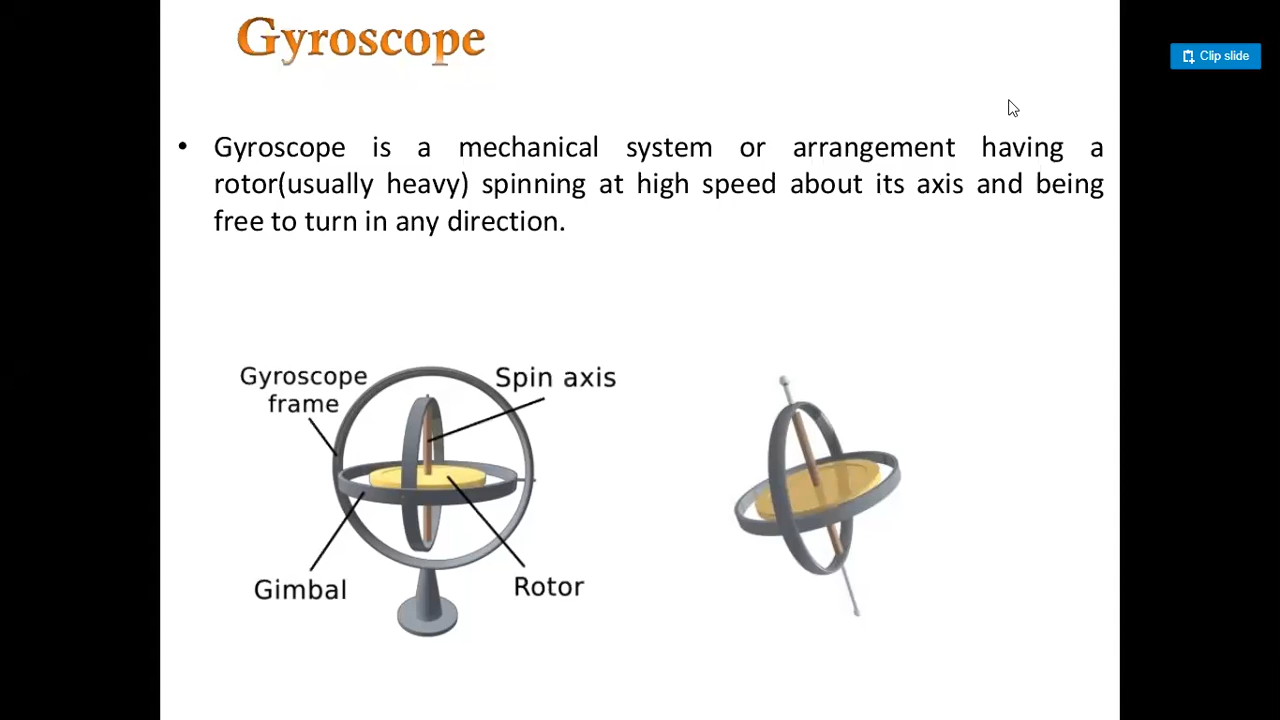 Gyroscope
Clip slide
• Gyroscope is a mechanical system or arrangement having a
rotor(usually heavy) spinning at high speed about its axis and being
free to turn in any direction.
Gyroscope
frame
Spin axis
Gimbal
Rotor